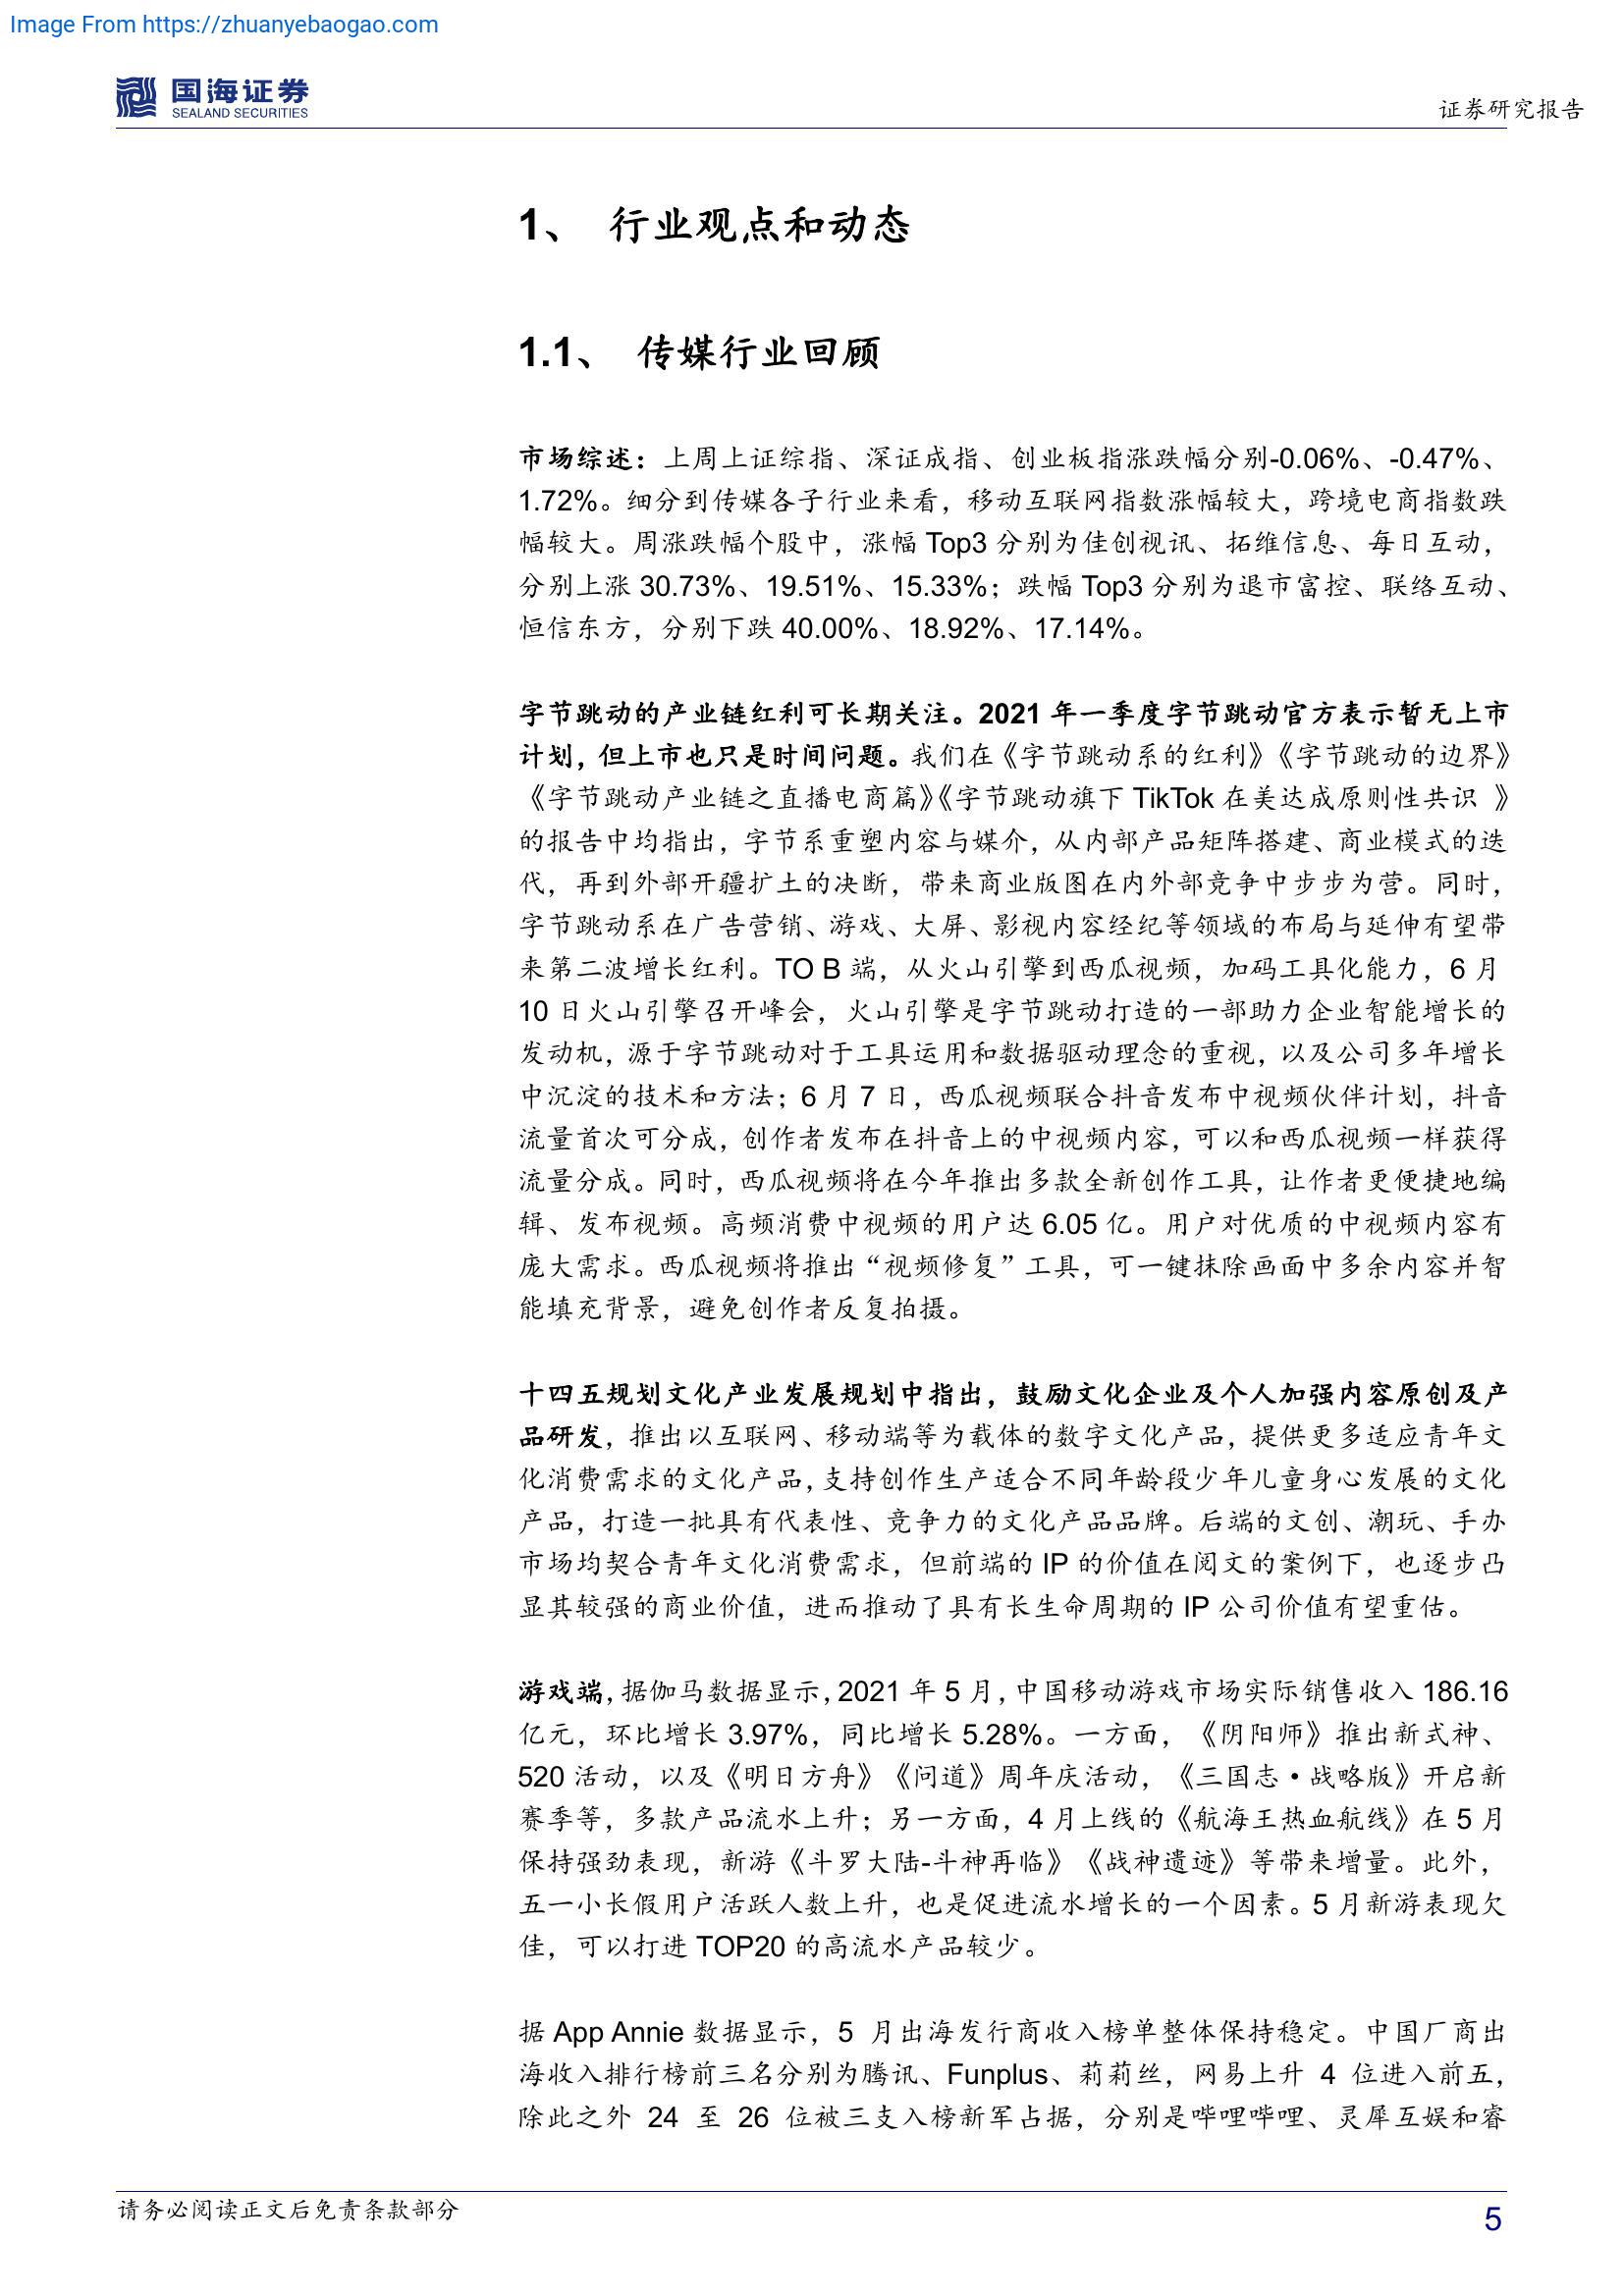 Image From https://zhuanyebaogao.com
国海证券
SEALAND SECURITIES
证券研究报告
1、 行业观点和动态
1.1、 传媒行业回顾
市场综述：上周上证综指、深证成指、创业板指涨跌幅分别-0.06%、-0.47%、
1.72%。细分到传媒各子行业来看，移动互联网指数涨幅较大，跨境电商指数跌
幅较大。周涨跌幅个股中，涨幅 Top3 分别为佳创视讯、拓维信息、每日互动，
分别上涨 30.73%、19.51%、15.33%；跌幅 Top3 分别为退市富控、联络互动、
恒信东方，分别下跌 40.00%、18.92%、17.14%。
字节跳动的产业链红利可长期关注。2021 年一季度字节跳动官方表示暂无上市
计划，但上市也只是时间问题。我们在《字节跳动系的红利》《字节跳动的边界》
《字节跳动产业链之直播电商篇》《字节跳动旗下 TikTok 在美达成原则性共识 》
的报告中均指出，字节系重塑内容与媒介，从内部产品矩阵搭建、商业模式的迭
代，再到外部开疆扩土的决断，带来商业版图在内外部竞争中步步为营。同时，
字节跳动系在广告营销、游戏、大屏、影视内容经纪等领域的布局与延伸有望带
来第二波增长红利。TO B 端，从火山引擎到西瓜视频，加码工具化能力，6 月
10 日火山引擎召开峰会，火山引擎是字节跳动打造的一部助力企业智能增长的
发动机，源于字节跳动对于工具运用和数据驱动理念的重视，以及公司多年增长
中沉淀的技术和方法；6 月 7 日，西瓜视频联合抖音发布中视频伙伴计划，抖音
流量首次可分成，创作者发布在抖音上的中视频内容，可以和西瓜视频一样获得
流量分成。同时，西瓜视频将在今年推出多款全新创作工具，让作者更便捷地编
辑、发布视频。高频消费中视频的用户达 6.05 亿。用户对优质的中视频内容有
庞大需求。西瓜视频将推出“视频修复”工具，可一键抹除画面中多余内容并智
能填充背景，避免创作者反复拍摄。
十四五规划文化产业发展规划中指出，鼓励文化企业及个人加强内容原创及产
品研发，推出以互联网、移动端等为载体的数字文化产品，提供更多适应青年文
化消费需求的文化产品，支持创作生产适合不同年龄段少年儿童身心发展的文化
产品，打造一批具有代表性、竞争力的文化产品品牌。后端的文创、潮玩、手办
市场均契合青年文化消费需求，但前端的 IP 的价值在阅文的案例下，也逐步凸
显其较强的商业价值，进而推动了具有长生命周期的 IP 公司价值有望重估。
游戏端，据伽马数据显示，2021 年 5 月，中国移动游戏市场实际销售收入 186.16
亿元，环比增长 3.97%，同比增长 5.28%。一方面，《阴阳师》推出新式神、
520 活动，以及《明日方舟》《问道》周年庆活动，《三国志•战略版》开启新
赛季等，多款产品流水上升；另一方面，4 月上线的《航海王热血航线》在 5 月
保持强劲表现，新游《斗罗大陆-斗神再临》《战神遗迹》等带来增量。此外，
五一小长假用户活跃人数上升，也是促进流水增长的一个因素。5 月新游表现欠
佳，可以打进 TOP20 的高流水产品较少。
据 App Annie 数据显示，5 月出海发行商收入榜单整体保持稳定。中国厂商出
海收入排行榜前三名分别为腾讯、Funplus、莉莉丝，网易上升 4 位进入前五，
除此之外 24 至 26 位被三支入榜新军占据，分别是哔哩哔哩、灵犀互娱和睿
请务必阅读正文后免责条款部分
5